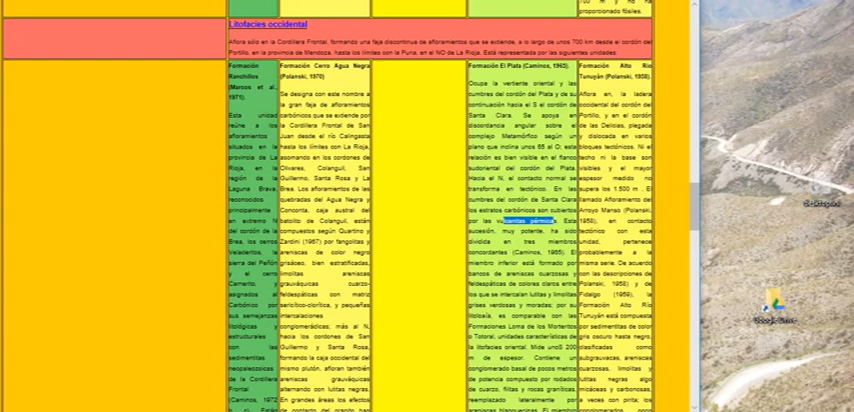 700 m y no ha
proporcionado fósiles.
Litofacies occidental
Aflora sólo en la Cordillera Frontal, formando una faja discontinua de afloramientos que se extiende, a lo largo de unos 700 km desde el cordón del
Portillo, en la provincia de Mendoza, hasta los límites con la Puna, en el NO de La Rioja. Está representada por las siguientes unidades:
Formación
Ranchillos
(Marcos et al.,
1971)
Esta unidad
reúne a los
afloramientos
situados en la
provincia de La
Rioja, en la
región de la
Laguna Brava,
reconocidos
principalmente
en extremo N
del cordón de la
Brea, los cerros
Veladeritos, la
sierra del Peñón
y el cerro
y asignados al
Carbónico por
sus semejanzas
litológicas y
estructurales
con las
sedimentitas
neopaleozoicas
de la Cordillera
Frontal
(Caminos, 1972
Formación Cerro Agua Negra
(Polanski, 1970)
Se designa con este nombre a
la gran faja de afloramientos
carbónicos que se extiende por
la Cordillera Frontal de San
Juan desde el río Calingasta
hasta los límites con La Rioja,
asomando en los cordones de
Olivares, Colangüil, San
Guillermo, Santa Rosa y La
Brea. Los afloramientos de las
quebradas del Agua Negra y
Conconta, caja austral del
batolito de Colangüil, están
compuestos según Quartino y
Zardini (1967) por fangolitas y
areniscas de color negro
grisáceo, bien estratificadas,
limolitas areniscas
grauváquicas cuarzo-
feldespáticas con matriz
sericítico-clorítica, y pequeñas
intercalaciones
conglomerádicas; más al N,
hacia los cordones de San
Guillermo y Santa Rosa,
formando la caja occidental del
mismo plutón, afloran también
areniscas grauváquicas
alternando con lutitas negras.
En grandes áreas los efectos
de contacto del granito han
Formación El Plata (Caminos, 1965).
Ocupa la vertiente oriental y las
cumbres del cordón del Plata y de su
continuación hacia el S el cordón de
Santa Clara. Se apoya en
discordancia angular sobre el
complejo Metamórfico según un
plano que inclina unos 65 al O; esta
relación es bien visible en el flanco
sudoriental del cordón del Plata.
Hacia el N, el contacto normal se
transforma en tectónico. En las
cumbres del cordón de Santa Clara
los estratos carbónicos son cubiertos
por las vulcanitas pérmicas. Esta
sucesión, muy potente, ha sido
dividida en tres miembros
concordantes (Caminos, 1965). El
miembro inferior está formado por
bancos de areniscas cuarzosas y
feldespáticas de colores claros entre
los que se intercalan lutitas y limolitas
grises verdosas y moradas; por su
litología, es comparable con las
Formaciones Loma de los Morteritos
o Totoral, unidades características de
la litofacies oriental. Mide unoS 200
m de espesor. Contiene un
conglomerado basal de pocos metros
de potencia compuesto por rodados
de cuarzo, filitas y rocas graníticas,
reemplazado lateralmente por
areniscas blanquecinas. El miembro
Formación Alto Río
Tunuyán (Polanski, 1958).
Aflora en, la ladera
occidental del cordón del
Portillo, y en el cordón
de las Delicias, plegada
y dislocada en varios
bloques tectónicos. Ni el
techo ni la base son
visibles y el mayor
espesor medido no
supera los 1.500 m . El
llamado Afloramiento del
Arroyo Manso (Polanski,
1958), en contacto
tectónico con esta
unidad, pertenece
probablemente a la
misma serie. De acuerdo
con las descripciones de
Polanski, 1958) y de
Fidalgo (1959), la
Formación Alto Río
Tunuyán está compuesta
por sedimentitas de color
gris oscuro hasta negro,
clasificadas como
subgrauvacas, areniscas
cuarzosas. limolitas y
lutitas negras algo
micáceas y carbonosas,
a veces con pirita; los
Google Drive